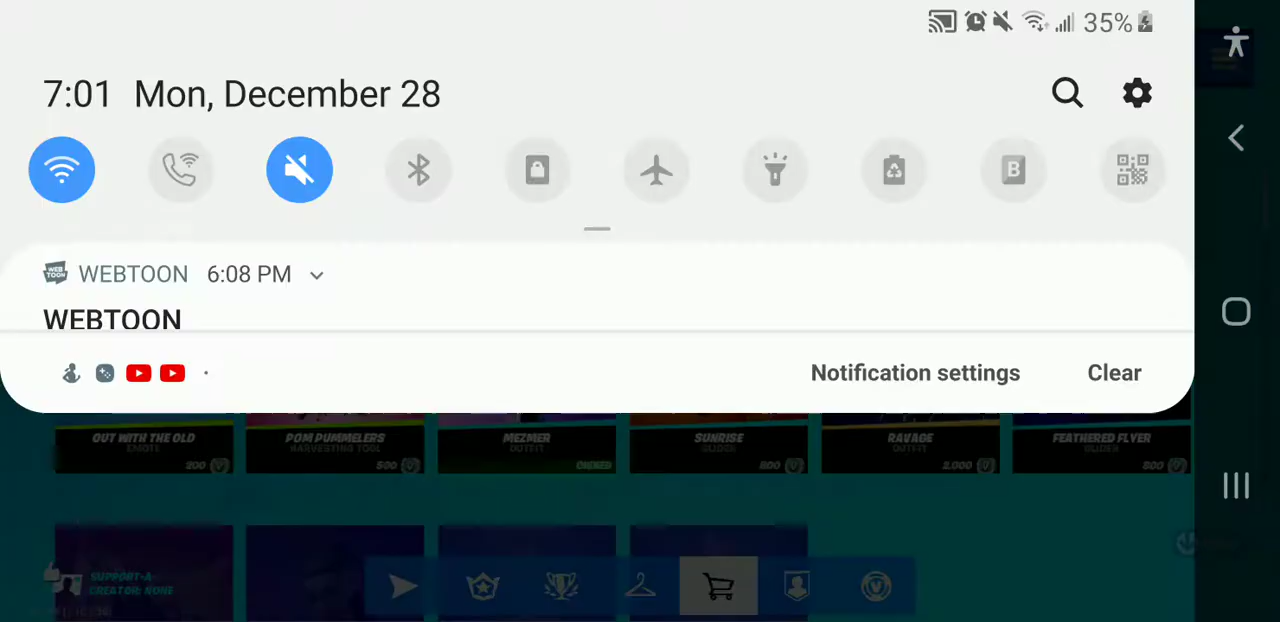 35%
7:01 Mon, December 28
B
WEBTOON 6:08 PM
WEBTOON
Notification settings Clear
OUT WITH THE OLD
EMOTE
200
POM PUMMELERS
HARVESTING TOOL
500
MEZMER
OUTFIT
OWNED
SUNRISE
GLIDER
800
RAVAGE
OUTFIT
2,000
FEATHERED FLYER
GLIDER
800
SUPPORT-A-
CREATOR: NONE